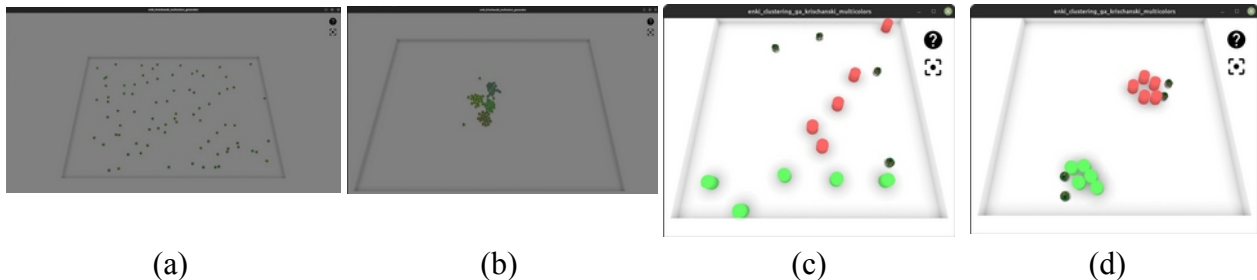 enki_clustering_ga_krischanski_multicolors
enki_clustering_ga_krischanski_multicolors
?
?
?
?
(a)
(b)
(c)
(d)